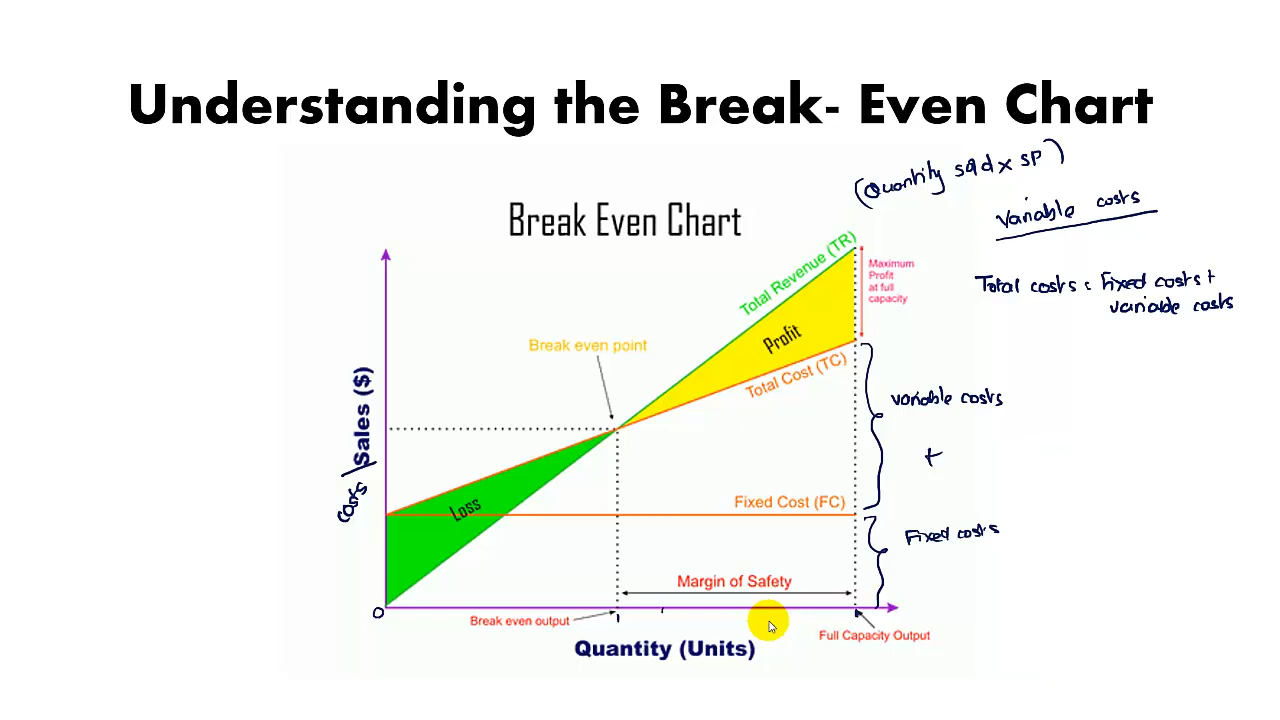 Understanding the Break- Even Chart
(Quantity sold x SP)
Variable costs
Break Even Chart
Total Revenue (TR)
Maximum
Profit
at full
capacity
Total costs = Fixed costs +
variable costs
Break even point
Profit
Total Cost (TC)
variable costs
+
Sales ($)
Costs
Loss
Fixed Cost (FC)
Fixed costs
Margin of Safety
0
Break even output
Full Capacity Output
Quantity (Units)